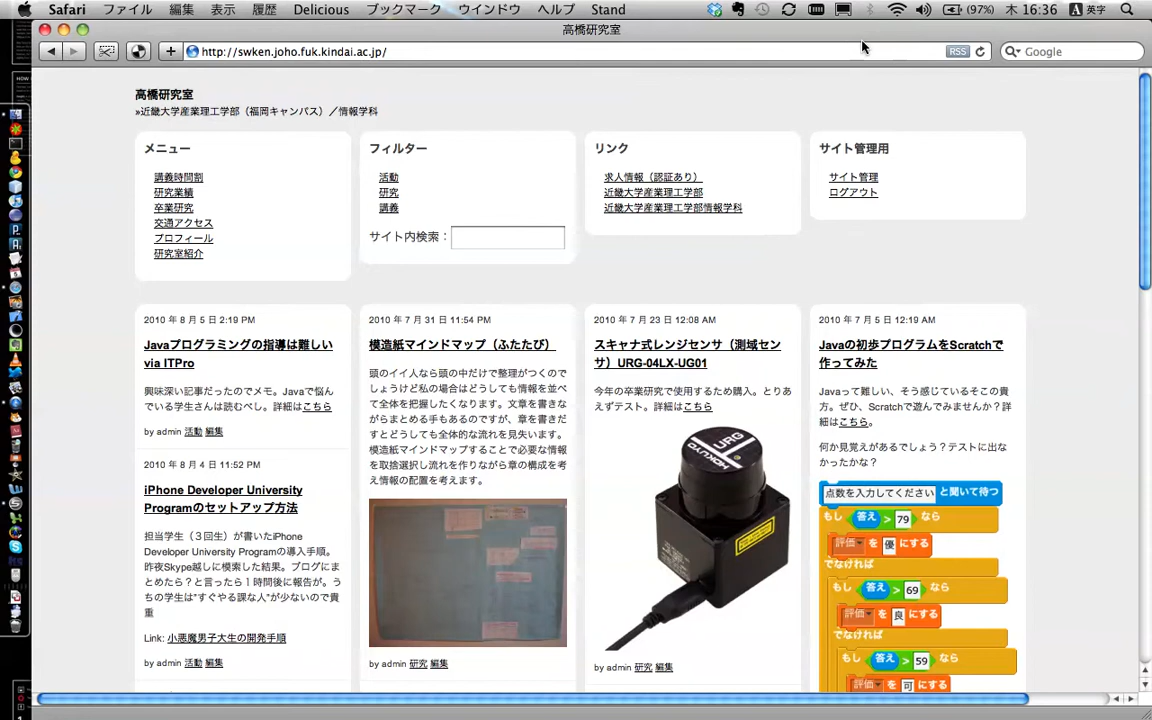 Safari ファイル 編集 表示 履歴 Delicious ブックマーク ウインドウ ヘルプ Stand (97%) 木 16:36 A 英字
高橋研究室
http://swken.joho.fuk.kindai.ac.jp/ RSS Google
高橋研究室
»近畿大学産業理工学部（福岡キャンパス）／情報学科
メニュー
講義時間割
研究業績
卒業研究
交通アクセス
プロフィール
研究室紹介
フィルター
活動
研究
講義
サイト内検索：
リンク
求人情報（認証あり）
近畿大学産業理工学部
近畿大学産業理工学部情報学科
サイト管理用
サイト管理
ログアウト
2010 年 8 月 5 日 2:19 PM
Javaプログラミングの指導は難しい
via ITPro
興味深い記事だったのでメモ。Javaで悩ん
でいる学生さんは読むべし。詳細はこちら
by admin 活動 編集
2010 年 8 月 4 日 11:52 PM
iPhone Developer University
Programのセットアップ方法
担当学生（３回生）が書いたiPhone
Developer University Programの導入手順。
昨夜Skype越しに模索した結果。ブログにま
とめたら？と言ったら１時間後に報告が。う
ちの学生は"すぐやる課な人"が少ないので貴
重
Link: 小悪魔男子大生の開発手順
by admin 活動 編集
2010 年 7 月 31 日 11:54 PM
模造紙マインドマップ（ふたたび）
頭のイイ人なら頭の中だけで整理がつくので
しょうけど私の場合はどうしても情報を並べ
て全体を把握したくなります。文章を書きな
がらまとめる手もあるのですが、章を書きだ
すとどうしても全体的な流れを見失います。
模造紙マインドマップすることで必要な情報
を取捨選択し流れを作りながら章の構成を考
え情報の配置を考えます。
by admin 研究 編集
2010 年 7 月 23 日 12:08 AM
スキャナ式レンジセンサ（測域セン
サ）URG-04LX-UG01
今年の卒業研究で使用するため購入。とりあ
えずテスト。詳細はこちら
URG
HOKUYO
by admin 研究 編集
2010 年 7 月 5 日 12:19 AM
Javaの初歩プログラムをScratchで
作ってみた
Javaって難しい、そう感じているそこの貴
方。ぜひ、Scratchで遊んでみませんか？詳
細はこちら。
何か見覚えがあるでしょう？テストに出な
かったかな？
点数を入力してください と聞いて待つ
もし 答え > 79 なら
評価 を 優 にする
でなければ
もし 答え > 69 なら
評価 を 良 にする
でなければ
もし 答え > 59 なら
評価 を 可 にする